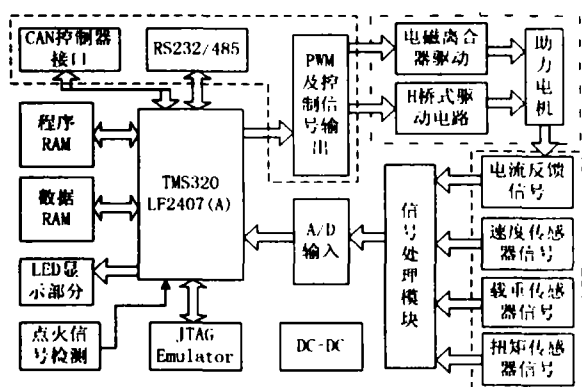 CAN控制器
接口
RS232/485
PWM
及控
制信
号输
出
电磁离合
器驱动
H桥式驱
动电路
助
力
电
机
程序
RAM
数据
RAM
LED显
示部分
点火信
号检测
TMS320
LF2407(A)
JTAG
Emulator
A/D
输入
DC-DC
信
号
处
理
模
块
电流反馈
信号
速度传感
器信号
载重传感
器信号
扭矩传感
器信号